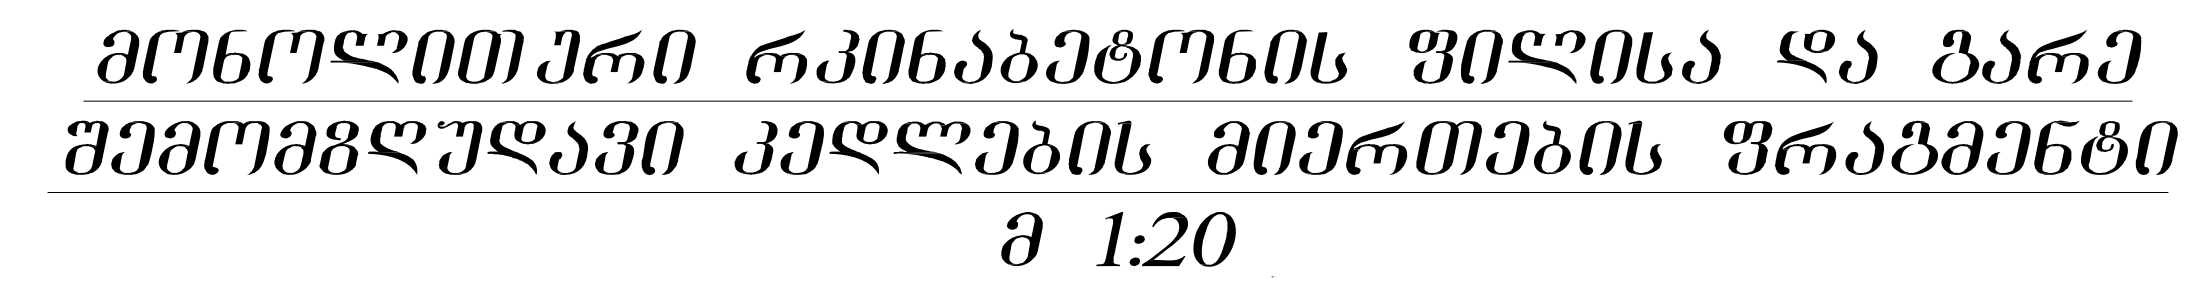 მონოლითური რკინაბეტონის ფილისა და გარე
შემომზღუდავი კედლების მიერთების ფრაგმენტი
მ 1:20